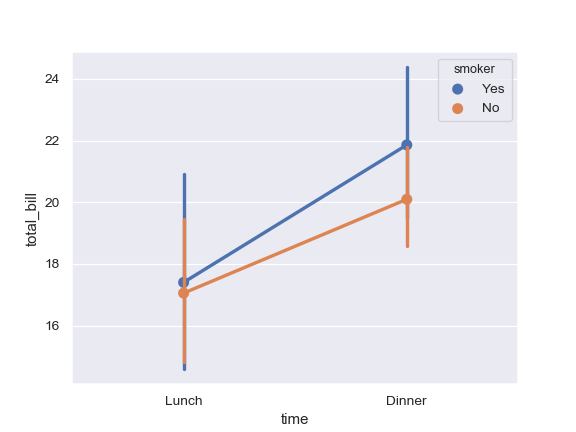 smoker
Yes
No
24
22
20
18
16
total_bill
Lunch
Dinner
time